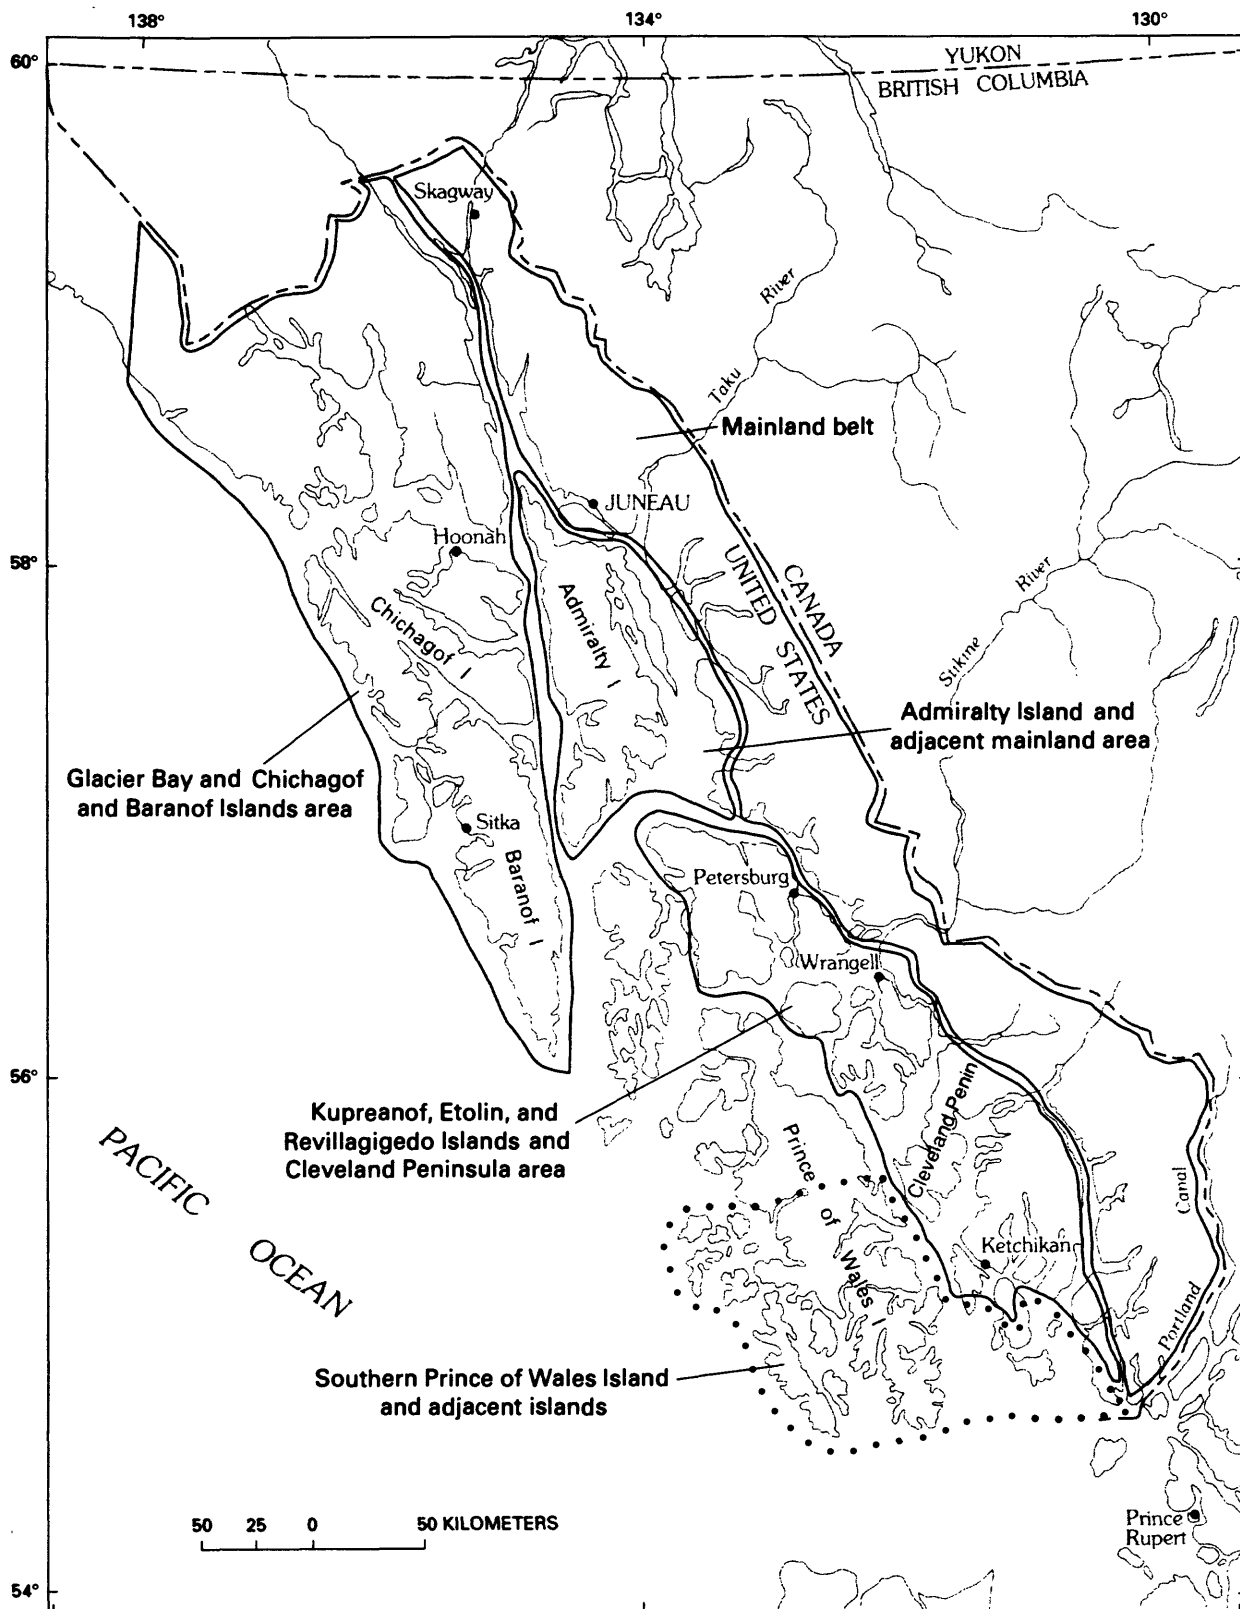 138°
134°
130°
60°
YUKON
BRITISH COLUMBIA
Skagway
River
Taku
Mainland belt
JUNEAU
Hoonah
58°
CANADA
UNITED STATES
River
Stikine
Admiralty I
Chichagof I
Admiralty Island and
adjacent mainland area
Glacier Bay and Chichagof
and Baranof Islands area
Sitka
Baranof I
Petersburg
Wrangell
56°
Kupreanof, Etolin, and
Revillagigedo Islands and
Cleveland Peninsula area
Cleveland Penin
PACIFIC
OCEAN
Prince of Wales I
Canal
Ketchikan
Portland
Southern Prince of Wales Island
and adjacent islands
50 25 0 50 KILOMETERS
Prince
Rupert
54°